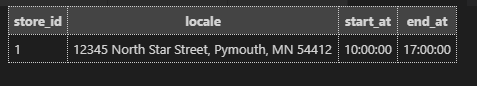 store_id locale start_at end_at
1 12345 North Star Street, Pymouth, MN 54412 10:00:00 17:00:00